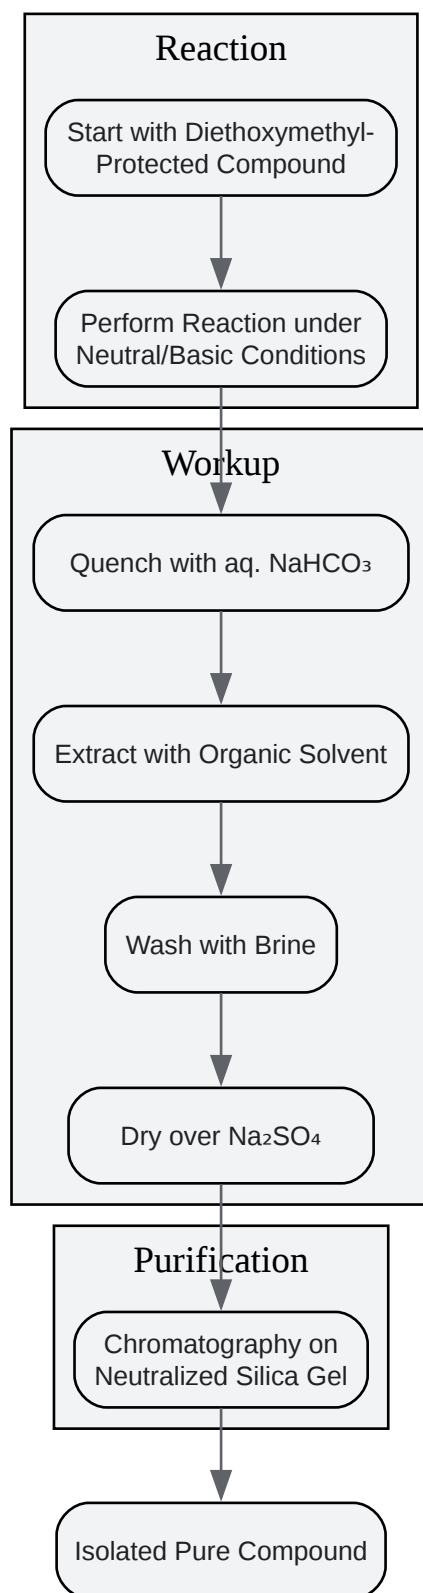 Reaction
Start with Diethoxymethyl-
Protected Compound
Perform Reaction under
Neutral/Basic Conditions
Workup
Quench with aq. NaHCO₃
Extract with Organic Solvent
Wash with Brine
Dry over Na₂SO₄
Purification
Chromatography on
Neutralized Silica Gel
Isolated Pure Compound